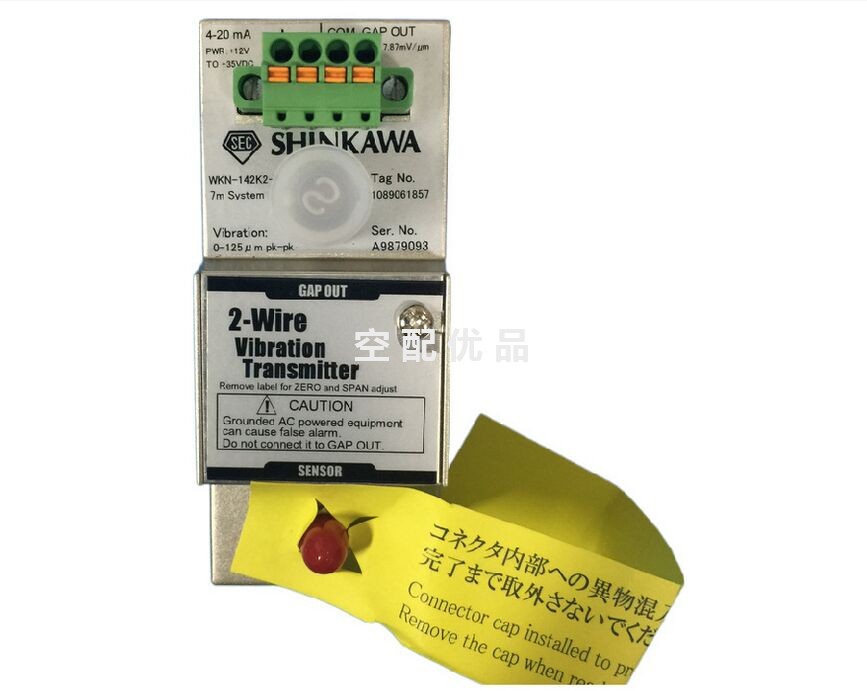 4-20 mA
PWR: +12V
TO -35VDC
COM GAP OUT
7.87mV/μm
SEC
SHINKAWA
WKN-142K2-
7m System
Tag No.
1089061857
Vibration:
0-125μm pk-pk
Ser. No.
A9879093
GAP OUT
2-Wire
Vibration
Transmitter
空配优品
Remove label for ZERO and SPAN adjust
CAUTION
Grounded AC powered equipment
can cause false alarm.
Do not connect it to GAP OUT.
SENSOR
コネクタ内部への異物混入
完了まで取外さないでくだ
Connector cap installed to pr
Remove the cap when